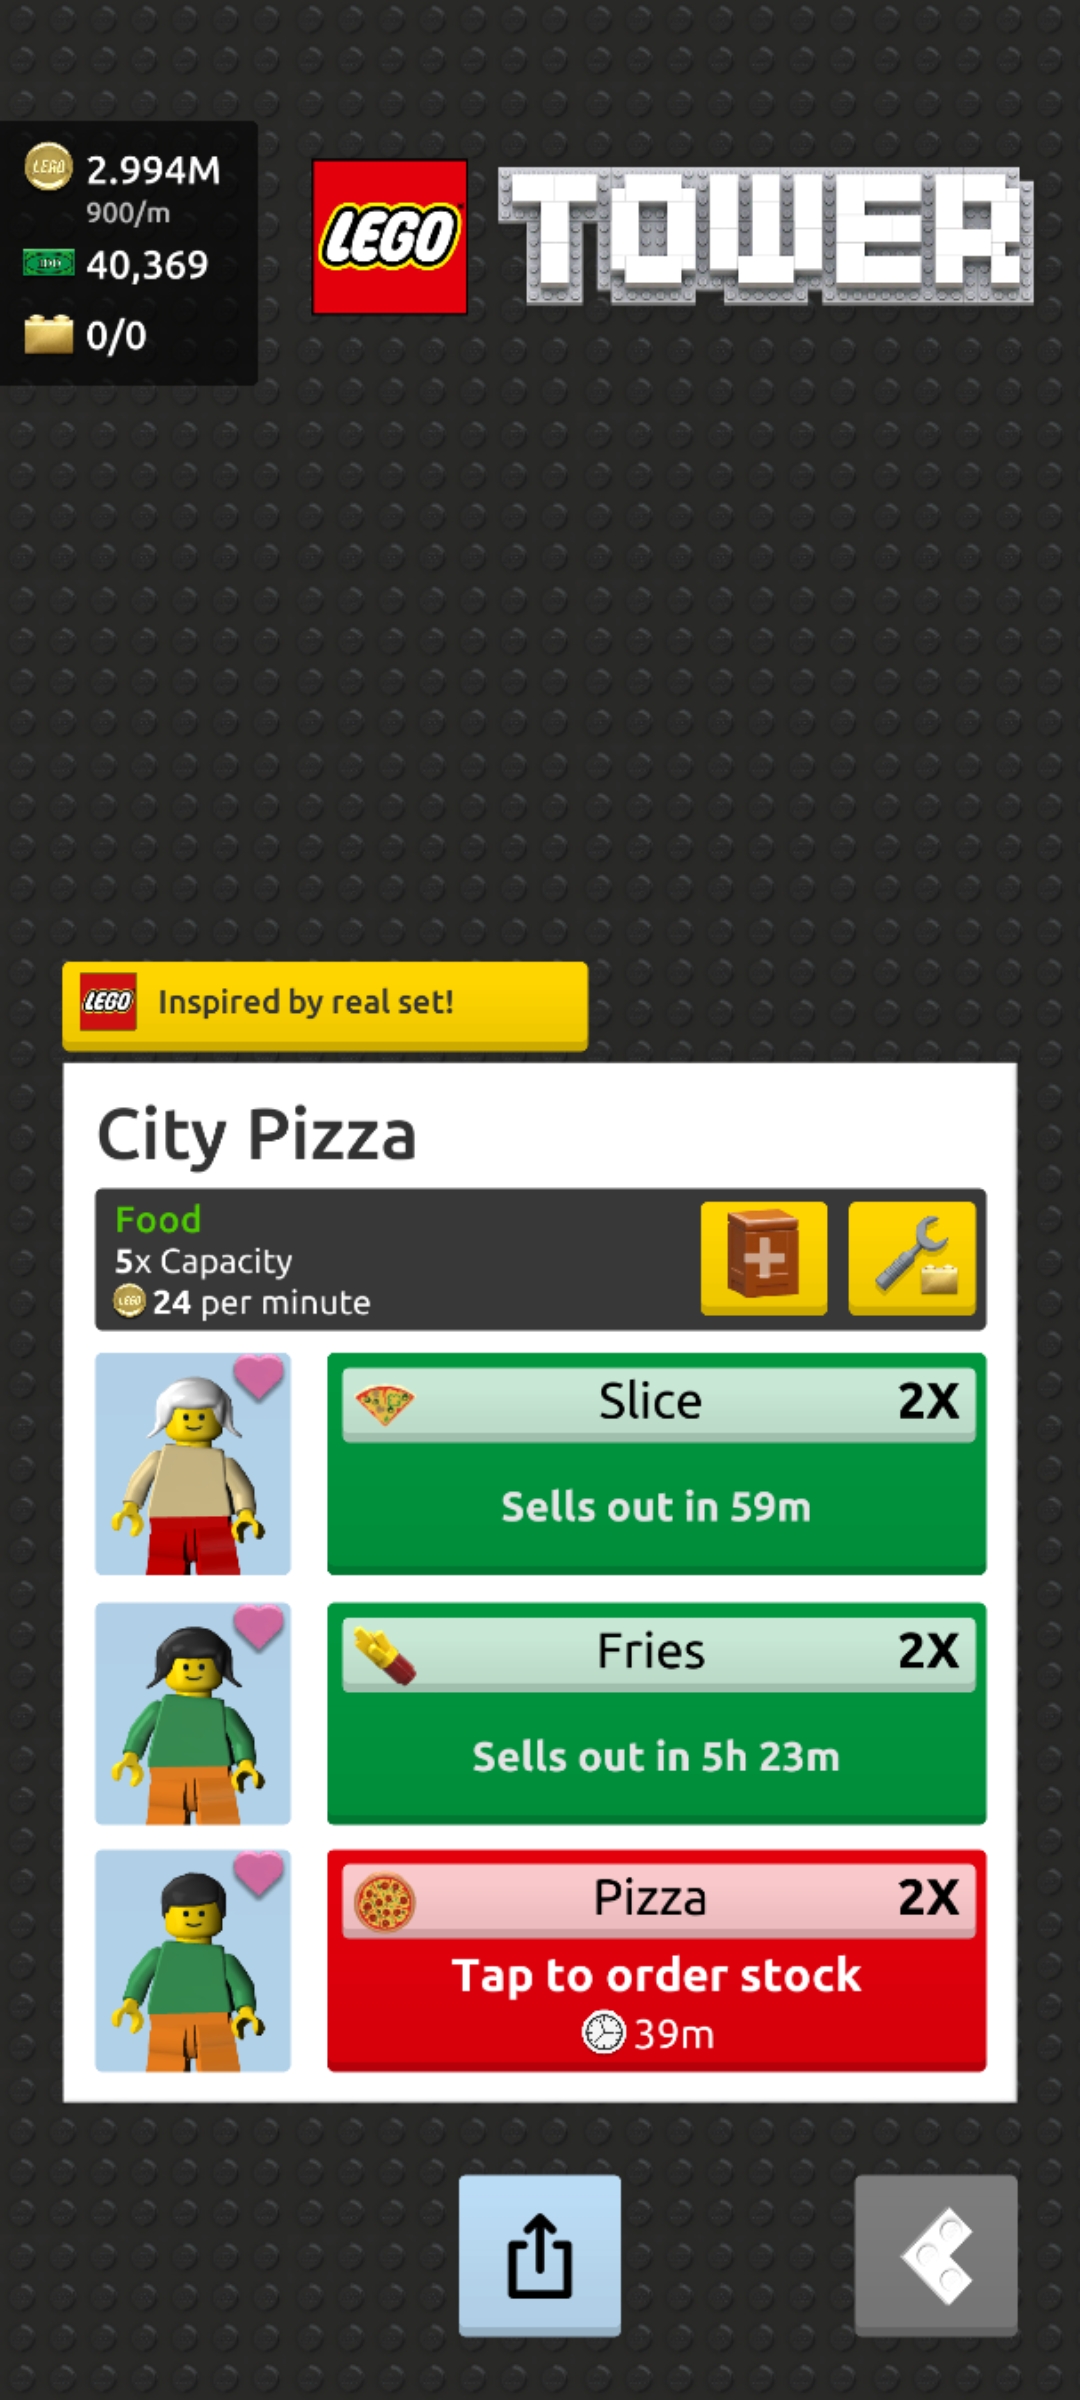 2.994M
900/m
40,369
0/0
LEGO TOWER
LEGO Inspired by real set!
City Pizza
Food
5x Capacity
24 per minute
Slice 2X
Sells out in 59m
Fries 2X
Sells out in 5h 23m
Pizza 2X
Tap to order stock
39m